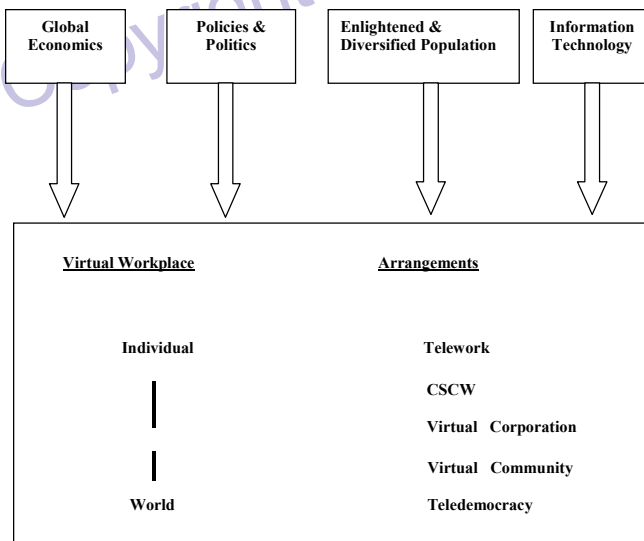 Copyright
Global
Economics
Policies &
Politics
Enlightened &
Diversified Population
Information
Technology
Virtual Workplace
Arrangements
Individual
Telework
CSCW
Virtual Corporation
Virtual Community
World
Teledemocracy